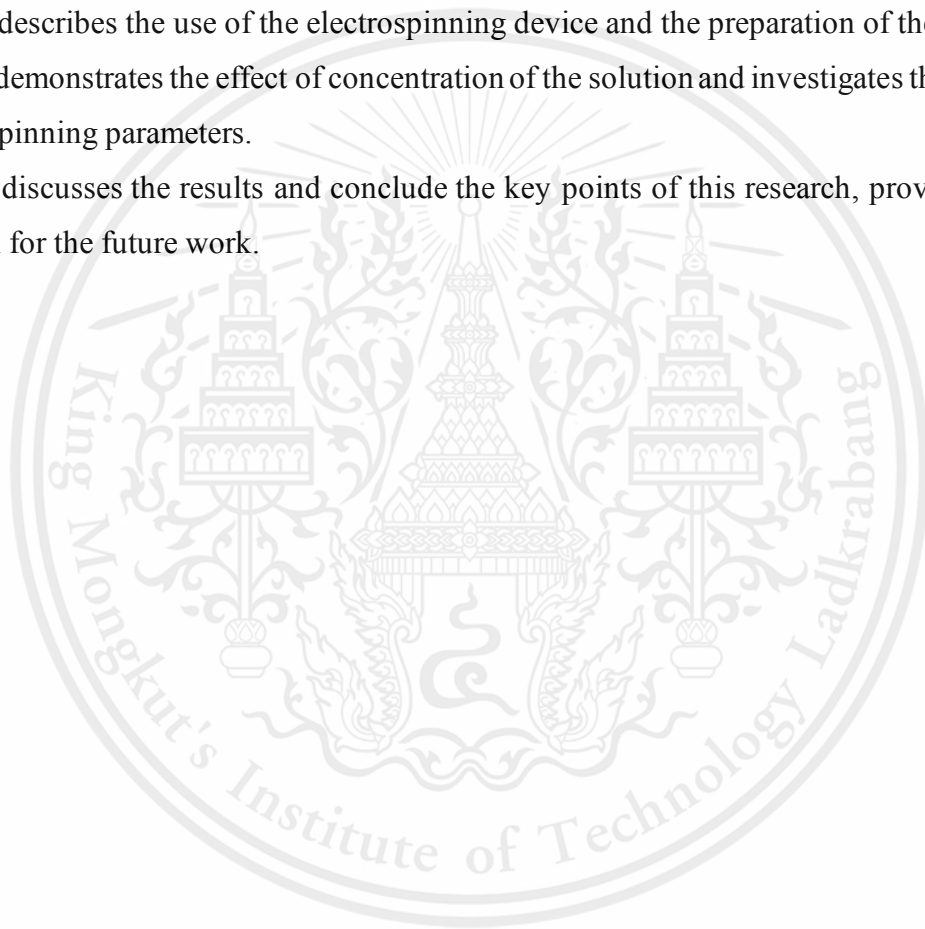 describes the use of the electrospinning device and the preparation of the
demonstrates the effect of concentration of the solution and investigates th
pinning parameters.
discusses the results and conclude the key points of this research, prov
for the future work.
King Mongkut's Institute of Technology Ladkrabang